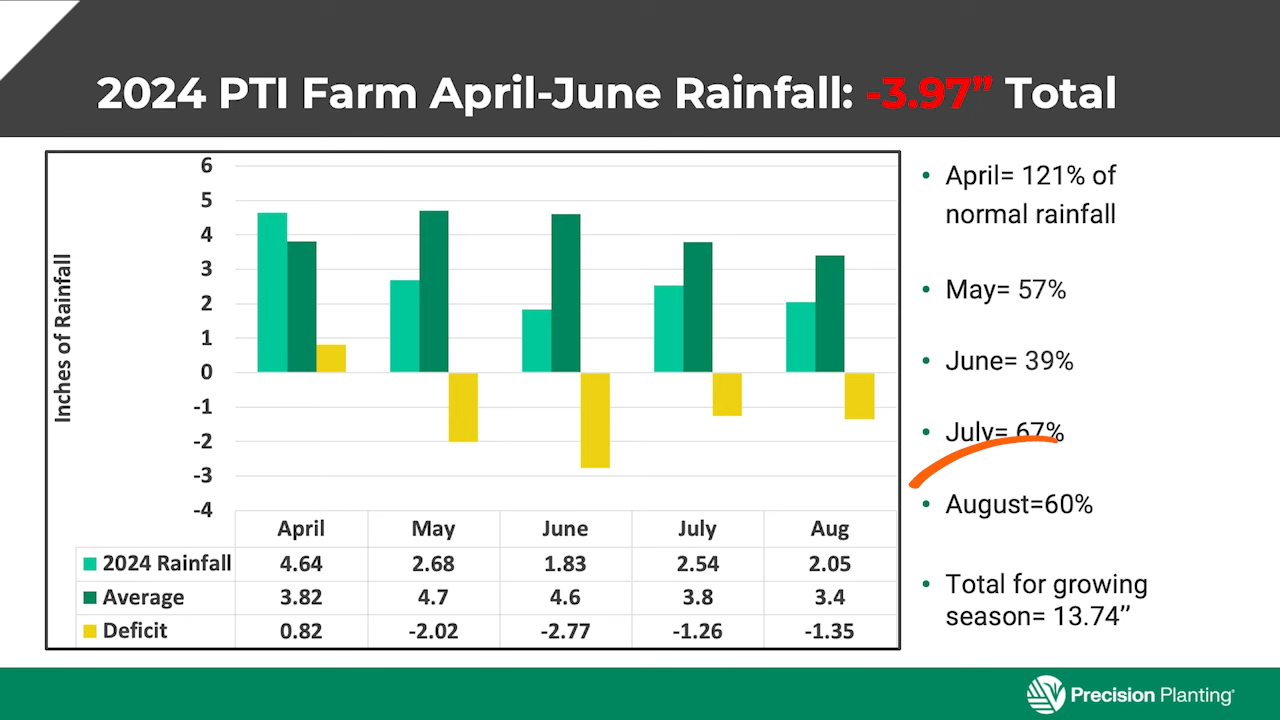 2024 PTI Farm April-June Rainfall: -3.97” Total
Inches of Rainfall
6
5
4
3
2
1
0
-1
-2
-3
-4
April May June July Aug
2024 Rainfall 4.64 2.68 1.83 2.54 2.05
Average 3.82 4.7 4.6 3.8 3.4
Deficit 0.82 -2.02 -2.77 -1.26 -1.35
• April= 121% of
normal rainfall
• May= 57%
• June= 39%
• July= 67%
• August=60%
• Total for growing
season= 13.74”
Precision Planting®